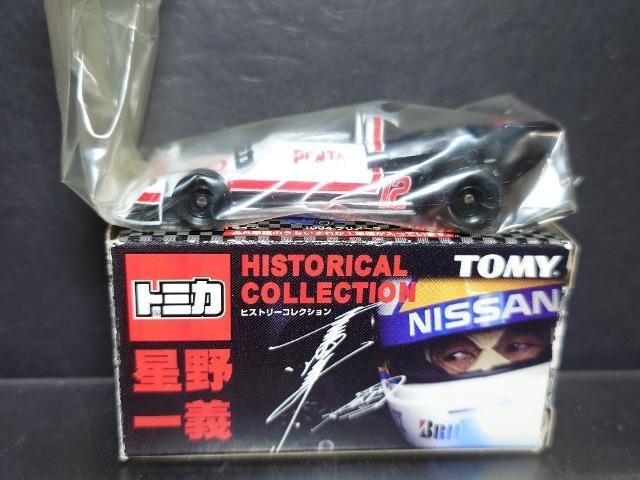 PENTA
12
HISTORICAL
COLLECTION
ヒストリーコレクション
トミカ
TOMY
NISSAN
星野
一義